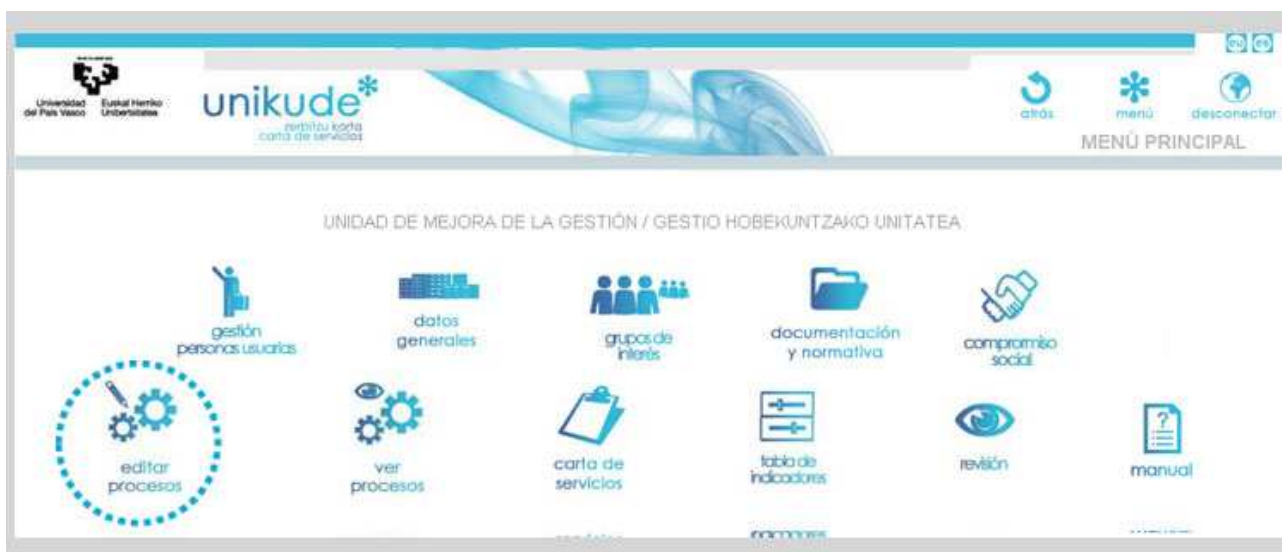 eu es
Universidad Euskal Herriko
del País Vasco Unibertsitatea
unikude*
zerbitzu karta
carta de servicios
atrás menú desconectar
MENÚ PRINCIPAL
UNIDAD DE MEJORA DE LA GESTIÓN / GESTIO HOBEKUNTZAKO UNITATEA
gestión
personas usuarias
datos
generales
grupos de
interés
documentación
y normativa
compromiso
social
editar
procesos
ver
procesos
carta de
servicios
tabla de
indicadores
revisión
?
manual